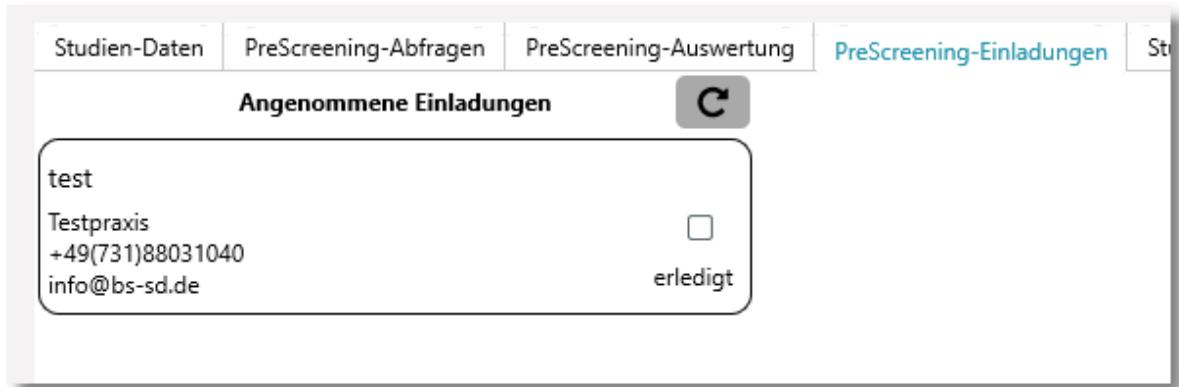 Studien-Daten PreScreening-Abfragen PreScreening-Auswertung PreScreening-Einladungen
Angenommene Einladungen
test
Testpraxis
+49(731)88031040
info@bs-sd.de
erledigt